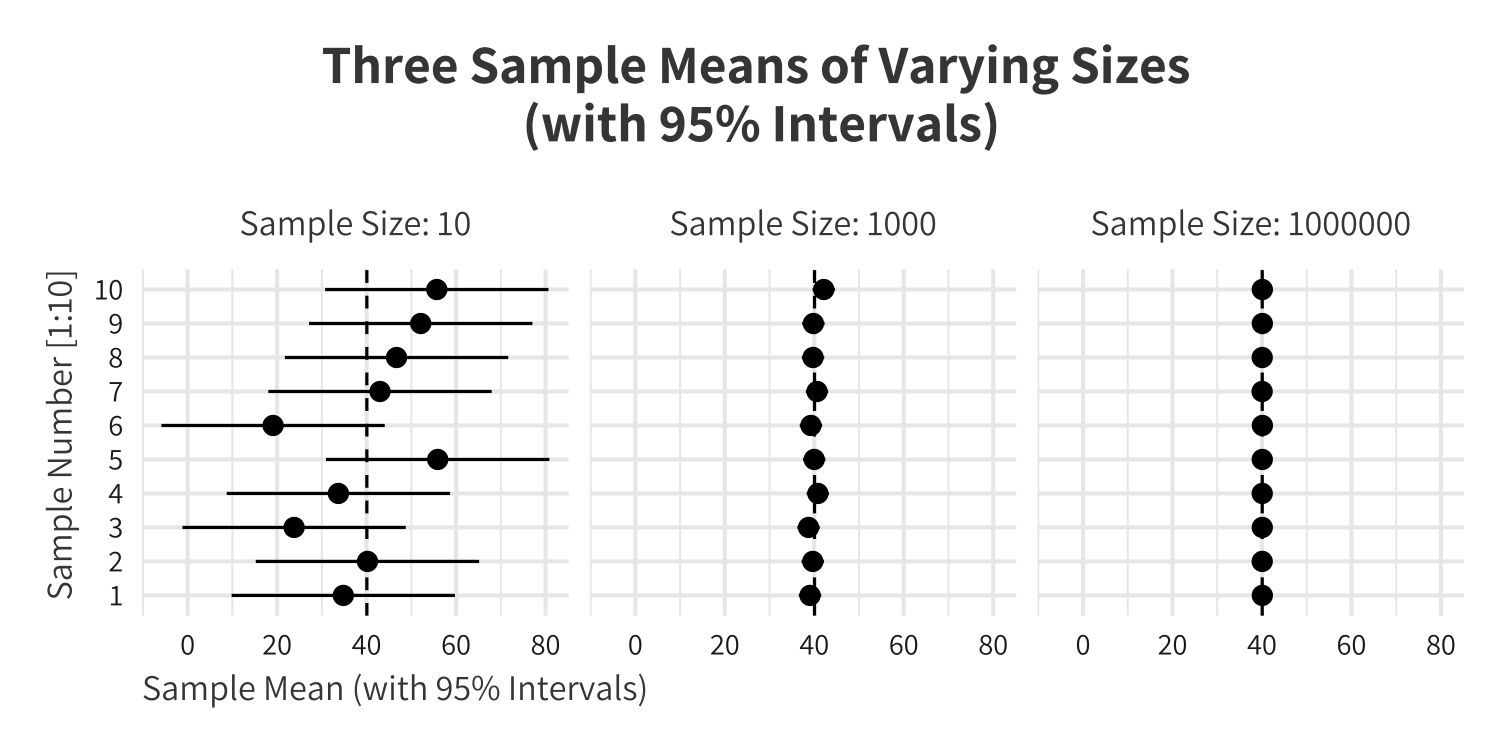 Three Sample Means of Varying Sizes
(with 95% Intervals)
Sample Size: 10
Sample Size: 1000
Sample Size: 1000000
Sample Number [1:10]
10
9
8
7
6
5
4
3
2
1
0 20 40 60 80
0 20 40 60 80
0 20 40 60 80
Sample Mean (with 95% Intervals)